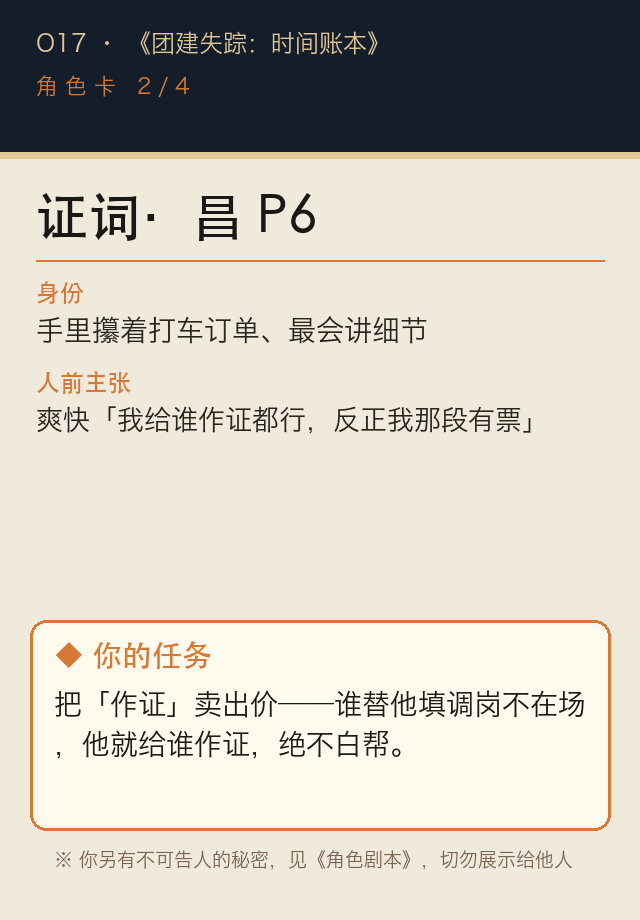 017 · 《团建失踪：时间账本》
角色卡 2/4
证词· 昌 P6
身份
手里攥着打车订单、最会讲细节
人前主张
爽快「我给谁作证都行，反正我那段有票」
◆ 你的任务
把「作证」卖出价——谁替他填调岗不在场
，他就给谁作证，绝不白帮。
※ 你另有不可告人的秘密，见《角色剧本》，切勿展示给他人